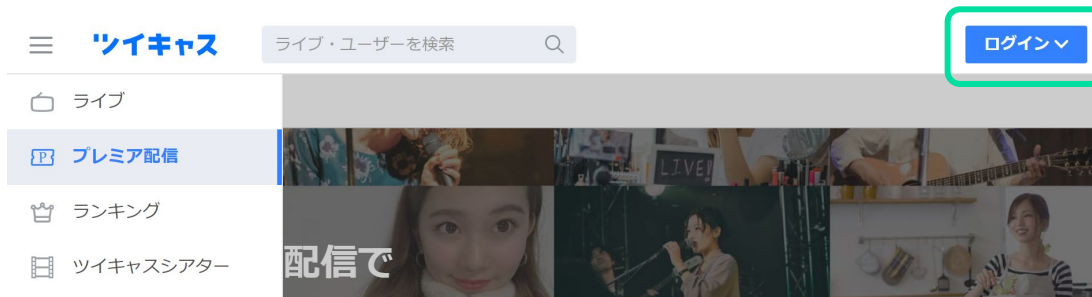 ツイキャス
ライブ・ユーザーを検索
ログイン
ライブ
P プレミア配信
LIVE!
ランキング
配信で
ツイキャスシアター